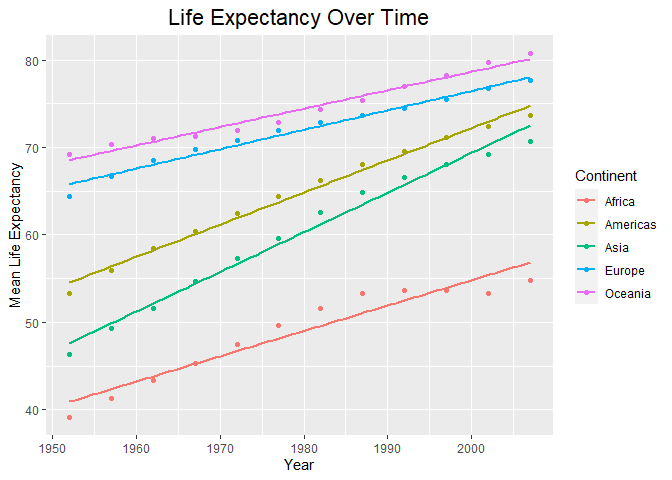 Life Expectancy Over Time
80
70
60
50
40
Mean Life Expectancy
1950 1960 1970 1980 1990 2000
Year
Continent
Africa
Americas
Asia
Europe
Oceania